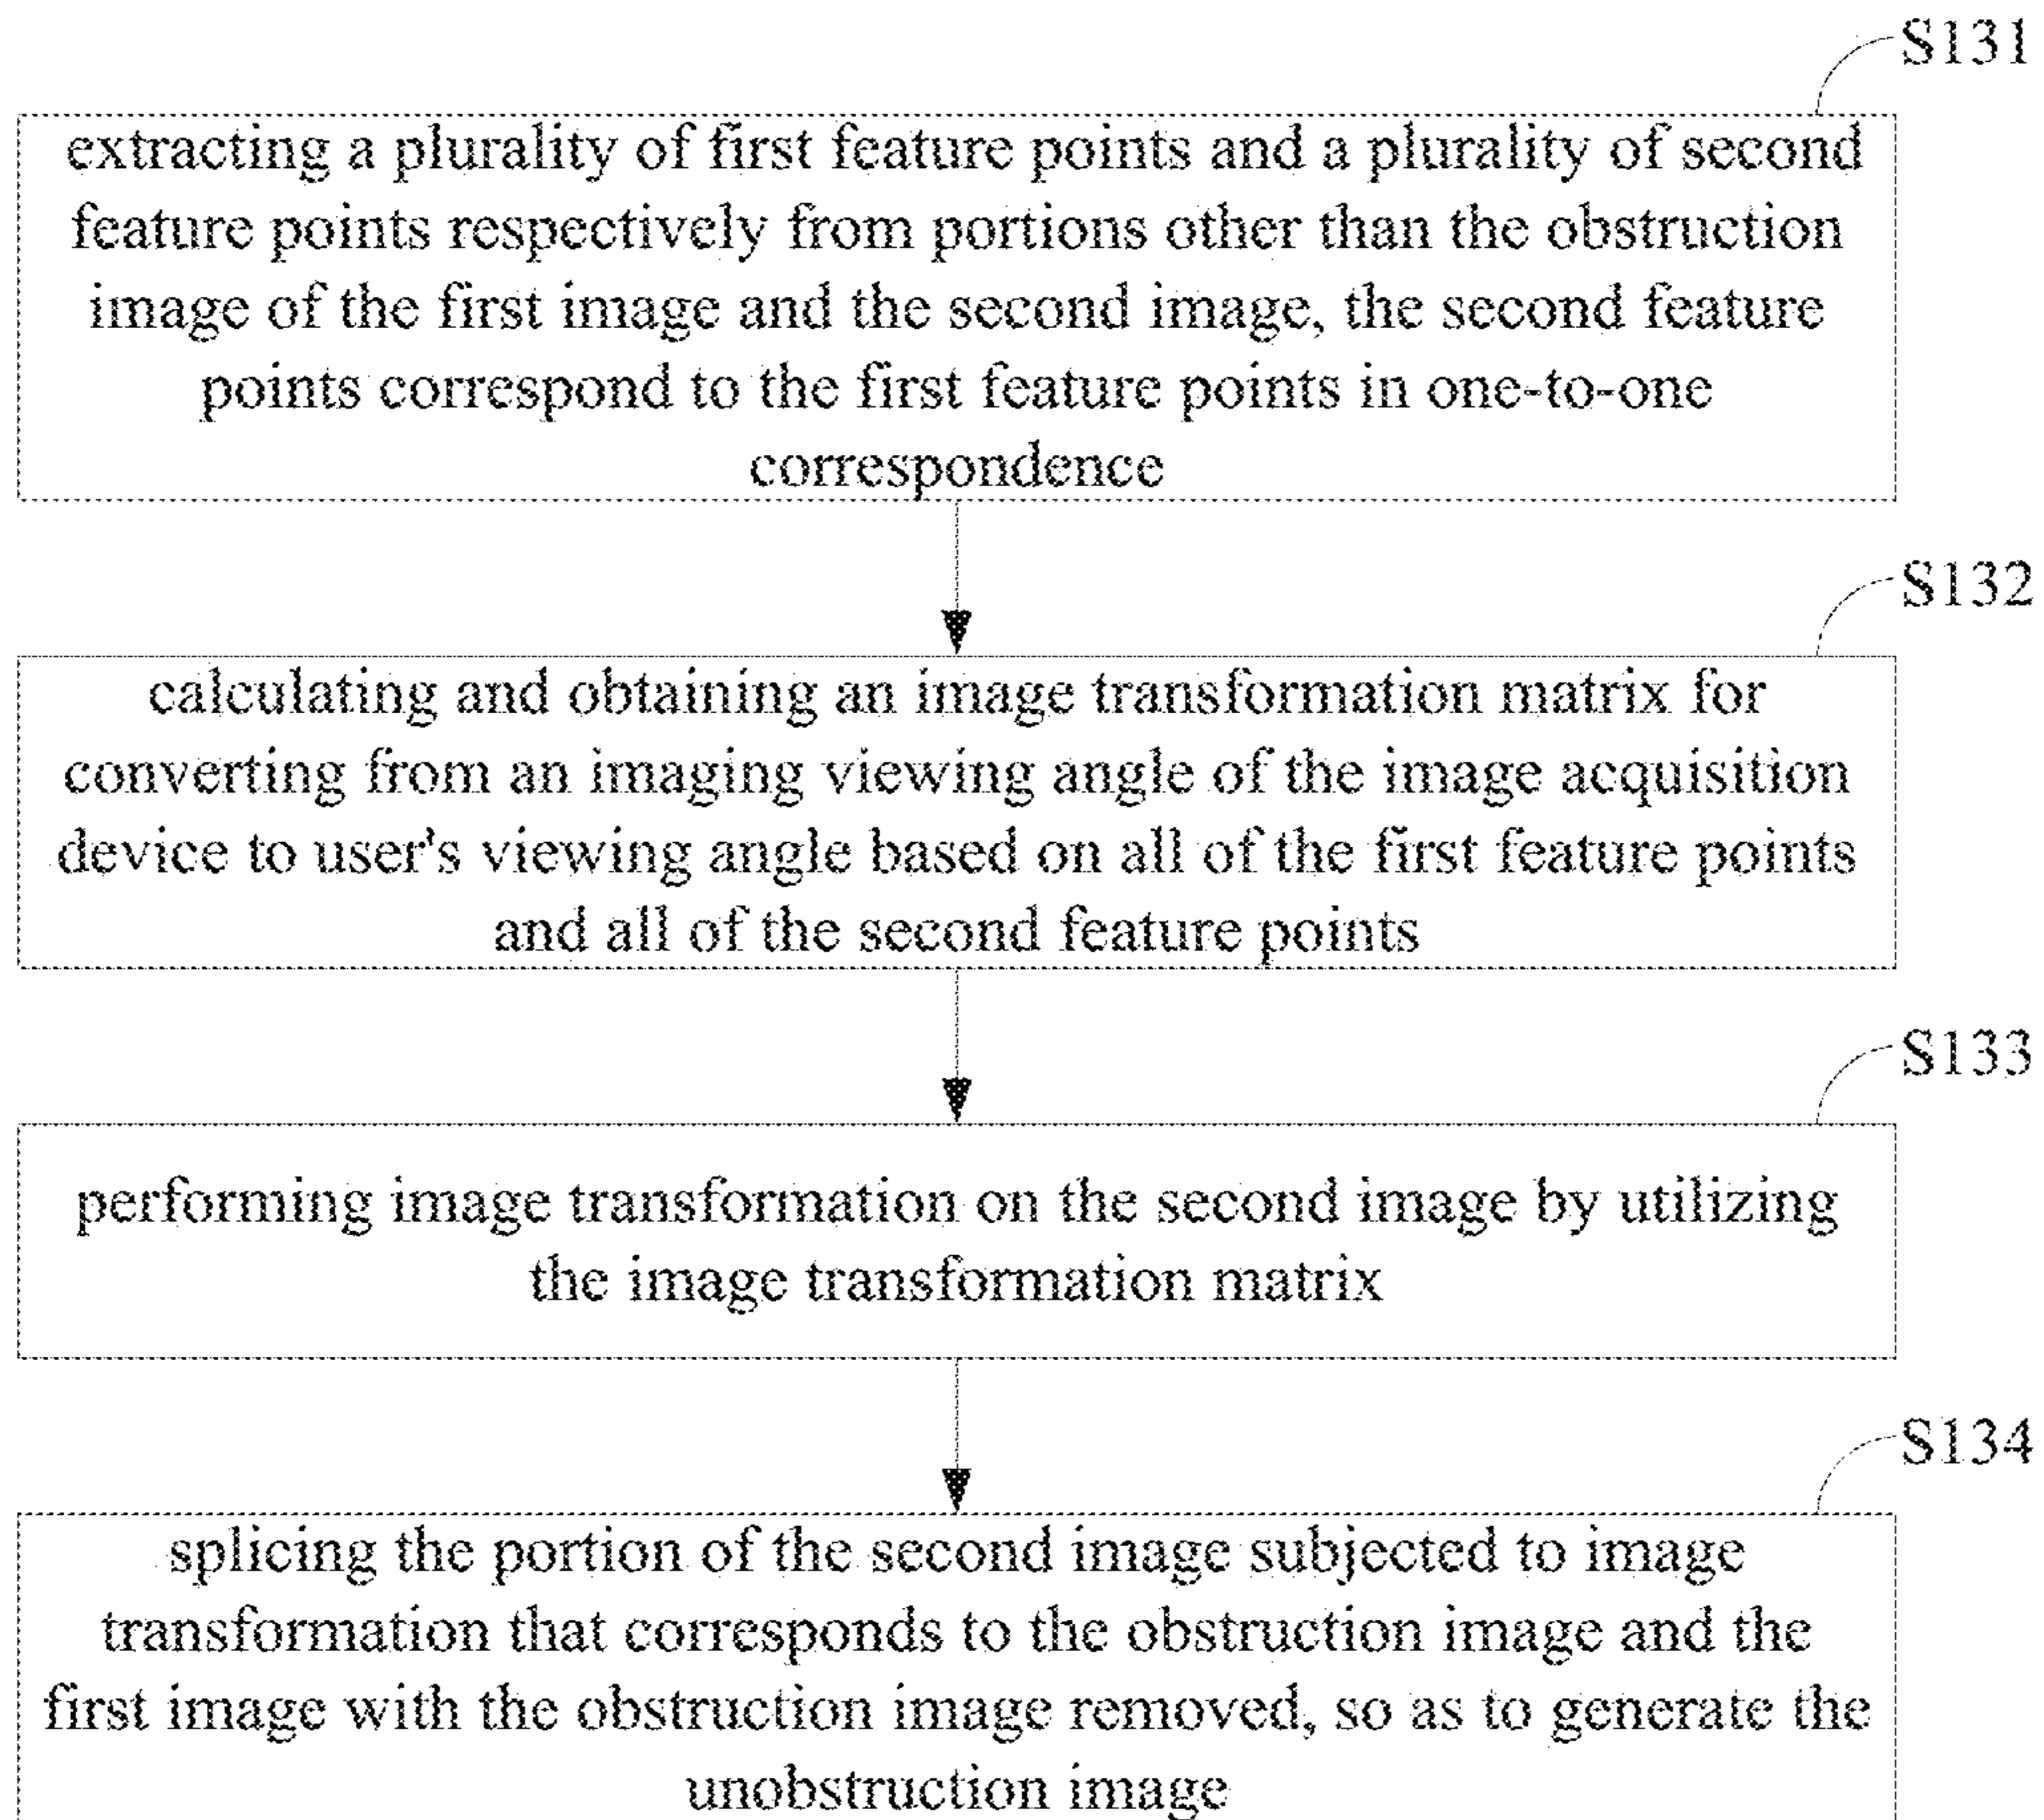 S131
extracting a plurality of first feature points and a plurality of second
feature points respectively from portions other than the obstruction
image of the first image and the second image, the second feature
points correspond to the first feature points in one-to-one
correspondence
S132
calculating and obtaining an image transformation matrix for
converting from an imaging viewing angle of the image acquisition
device to user's viewing angle based on all of the first feature points
and all of the second feature points
S133
performing image transformation on the second image by utilizing
the image transformation matrix
S134
splicing the portion of the second image subjected to image
transformation that corresponds to the obstruction image and the
first image with the obstruction image removed, so as to generate the
unobstruction image